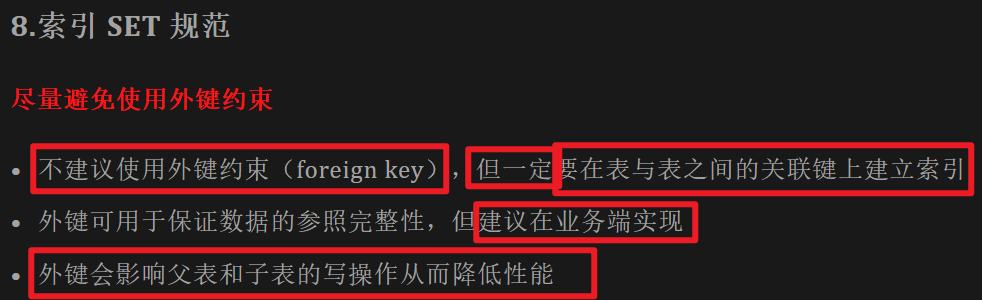 8.索引 SET 规范
尽量避免使用外键约束
• 不建议使用外键约束（foreign key），但一定要在表与表之间的关联键上建立索引
• 外键可用于保证数据的参照完整性，但建议在业务端实现
• 外键会影响父表和子表的写操作从而降低性能